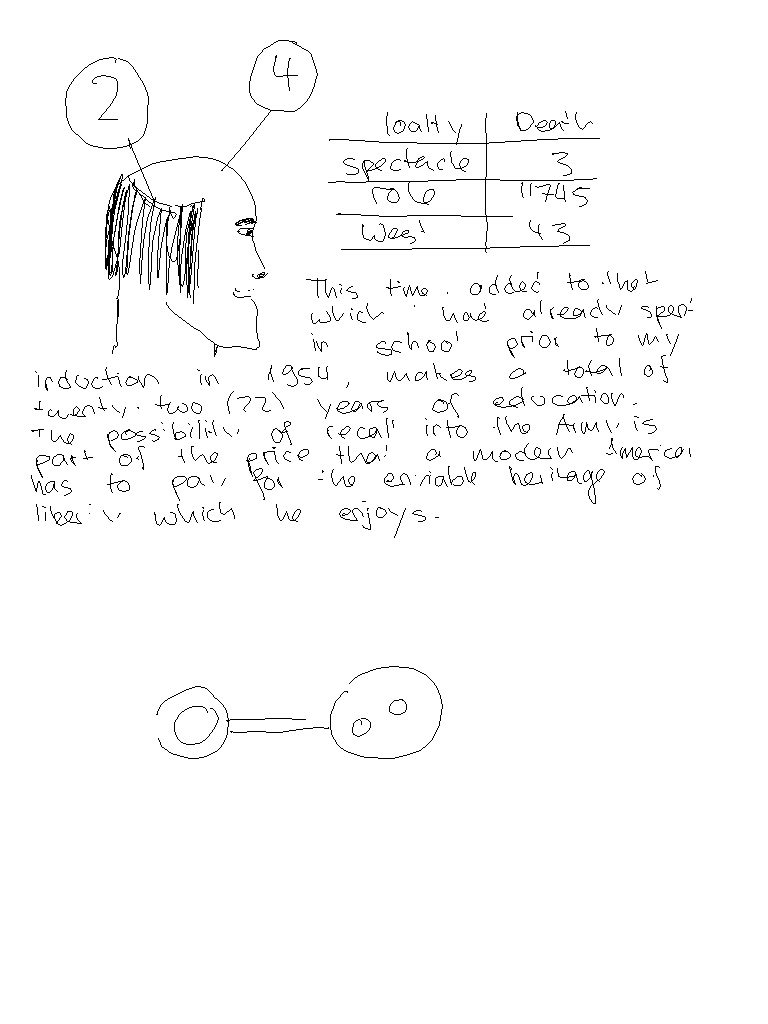 2
4
loalty Death
spectacle 3
role 11745
West 43
This time. added to that
which had already spent
in school prior to my
induction in 1954, makes a total of
twenty-two (22) years of education.
The possibility of recall into the Army is
part of the price that a modern American
has to pay for the enviable heritage of
liberty which he enjoys.